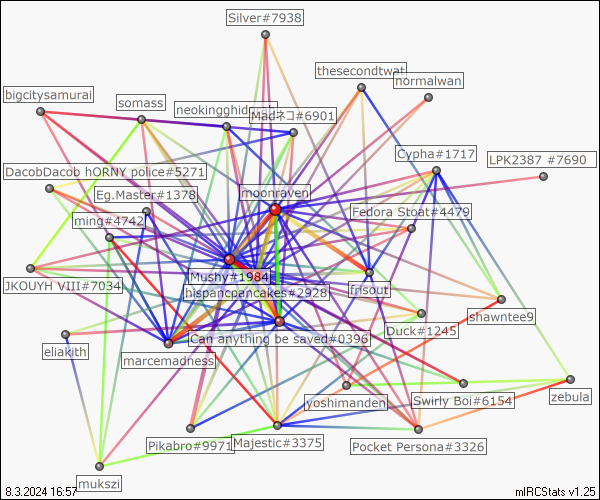 Silver#7938
thesecondtwat
normalwan
bigcitysamurai
somass
neokingghid
Madネコ#6901
Cypha#1717
LPK2387 #7690
DacobDacob hORNY police#5271
Eg.Master#1378
moonraven
Fedora Stoat#4479
ming#4742
Mushy#1984
JKOUYH VIII#7034
hispancpancakes#2928
frisout
shawntee9
Duck#1245
Can anything be saved#0396
eliakith
marcemadness
yoshimanden
Swirly Boi#6154
zebula
Pikabro#9971
Majestic#3375
Pocket Persona#3326
mukszi
8.3.2024 16:57
mIRCStats v1.25